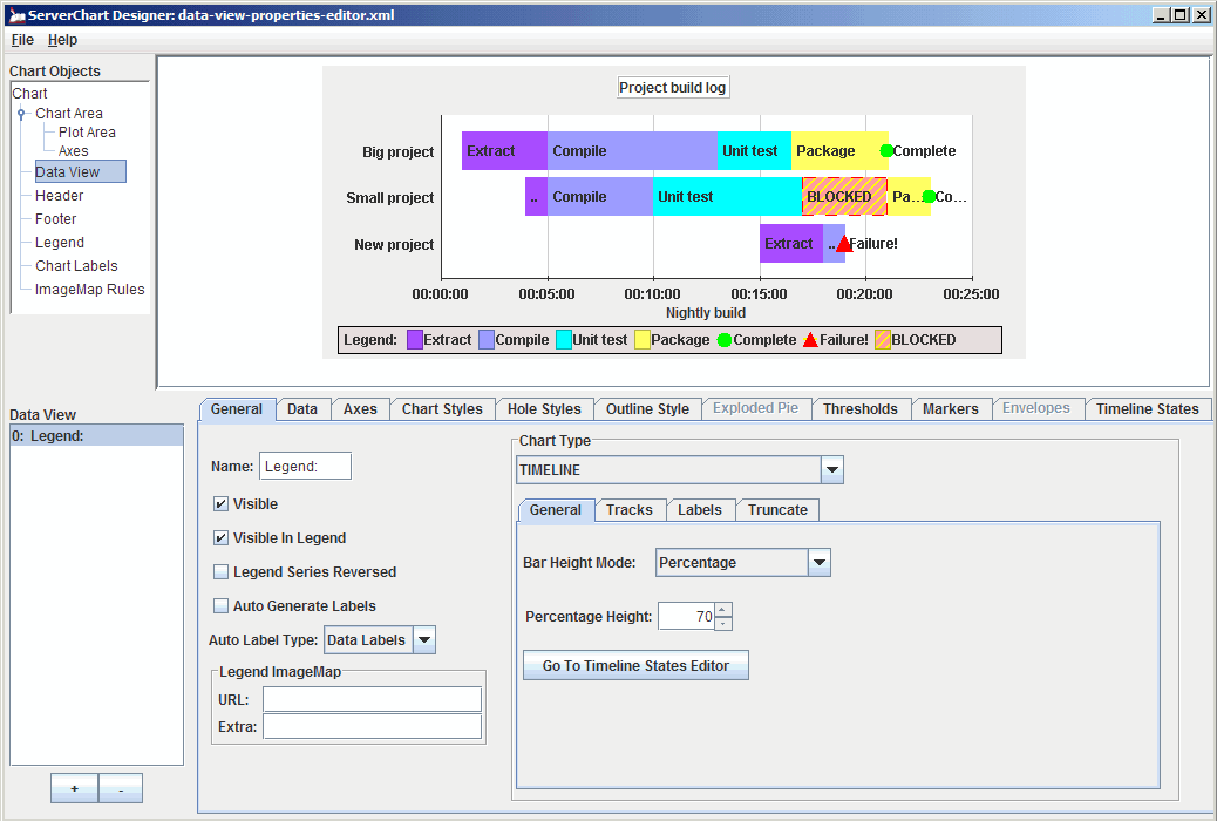 ServerChart Designer: data-view-properties-editor.xml
File Help
Chart Objects
Chart
Chart Area
Plot Area
Axes
Data View
Header
Footer
Legend
Chart Labels
ImageMap Rules
Project build log
Big project
Extract Compile Unit test Package Complete
Small project
.. Compile Unit test BLOCKED Pa... Co...
New project
Extract .. Failure!
00:00:00 00:05:00 00:10:00 00:15:00 00:20:00 00:25:00
Nightly build
Legend: Extract Compile Unit test Package Complete Failure! BLOCKED
Data View
0: Legend:
+ -
General Data Axes Chart Styles Hole Styles Outline Style Exploded Pie Thresholds Markers Envelopes Timeline States
Name: Legend:
Visible
Visible In Legend
Legend Series Reversed
Auto Generate Labels
Auto Label Type: Data Labels
Legend ImageMap
URL:
Extra:
Chart Type
TIMELINE
General Tracks Labels Truncate
Bar Height Mode: Percentage
Percentage Height: 70
Go To Timeline States Editor